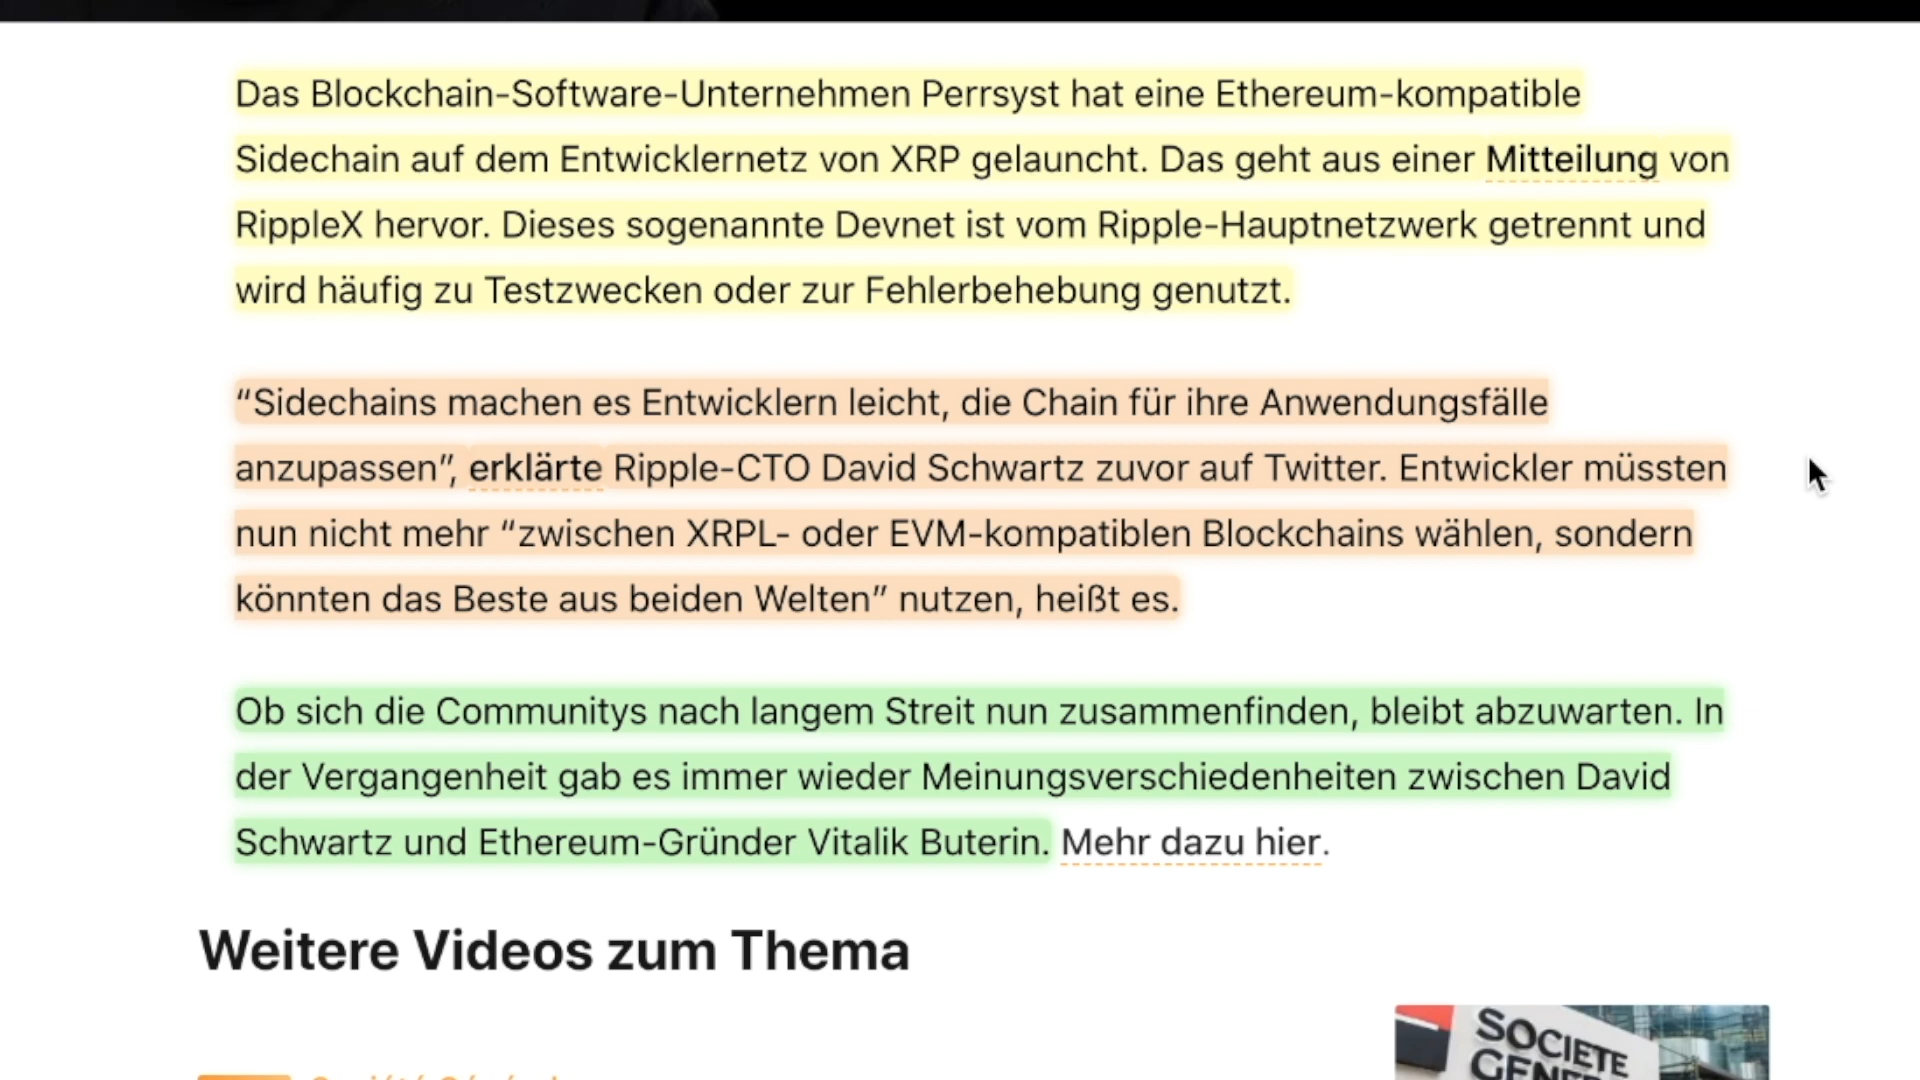 Das Blockchain-Software-Unternehmen Perrsyst hat eine Ethereum-kompatible
Sidechain auf dem Entwicklernetz von XRP gelauncht. Das geht aus einer Mitteilung von
RippleX hervor. Dieses sogenannte Devnet ist vom Ripple-Hauptnetzwerk getrennt und
wird häufig zu Testzwecken oder zur Fehlerbehebung genutzt.
“Sidechains machen es Entwicklern leicht, die Chain für ihre Anwendungsfälle
anzupassen”, erklärte Ripple-CTO David Schwartz zuvor auf Twitter. Entwickler müssten
nun nicht mehr “zwischen XRPL- oder EVM-kompatiblen Blockchains wählen, sondern
könnten das Beste aus beiden Welten” nutzen, heißt es.
Ob sich die Communitys nach langem Streit nun zusammenfinden, bleibt abzuwarten. In
der Vergangenheit gab es immer wieder Meinungsverschiedenheiten zwischen David
Schwartz und Ethereum-Gründer Vitalik Buterin. Mehr dazu hier.
Weitere Videos zum Thema
SOCIETE